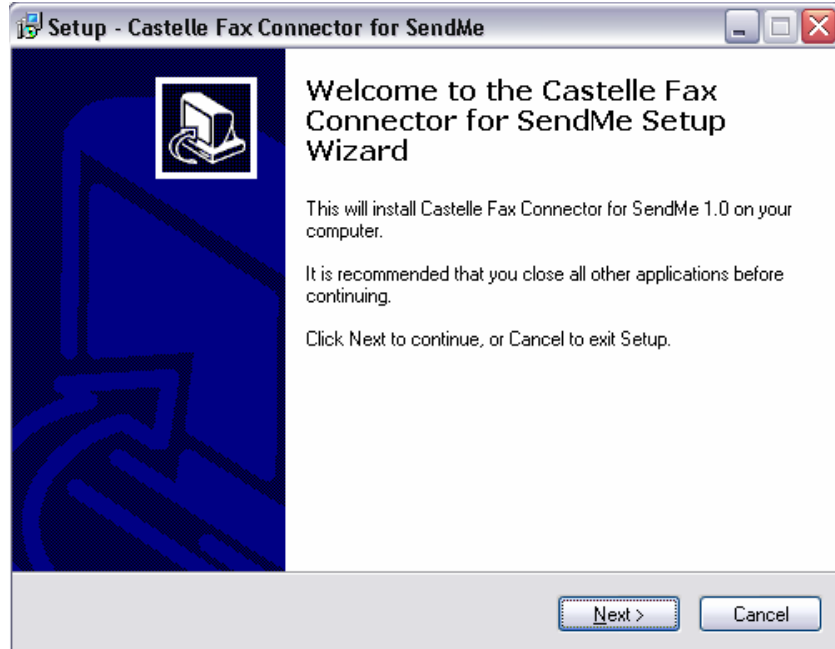 Setup - Castelle Fax Connector for SendMe
Welcome to the Castelle Fax
Connector for SendMe Setup
Wizard
This will install Castelle Fax Connector for SendMe 1.0 on your
computer.
It is recommended that you close all other applications before
continuing.
Click Next to continue, or Cancel to exit Setup.
Next >
Cancel